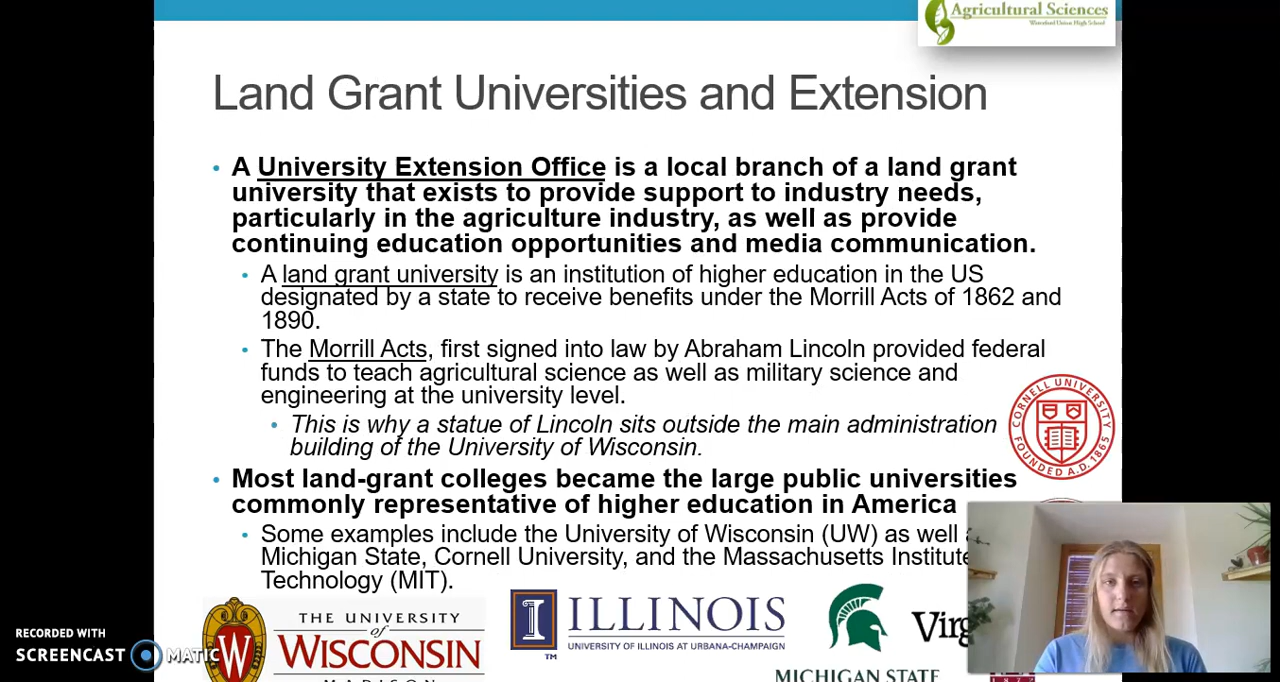 Agricultural Sciences
Waterford Union High School
Land Grant Universities and Extension
• A University Extension Office is a local branch of a land grant
university that exists to provide support to industry needs,
particularly in the agriculture industry, as well as provide
continuing education opportunities and media communication.
• A land grant university is an institution of higher education in the US
designated by a state to receive benefits under the Morrill Acts of 1862 and
1890.
• The Morrill Acts, first signed into law by Abraham Lincoln provided federal
funds to teach agricultural science as well as military science and
engineering at the university level.
• This is why a statue of Lincoln sits outside the main administration
building of the University of Wisconsin.
CORNELL UNIVERSITY
FOUNDED A.D. 1865
• Most land-grant colleges became the large public universities
commonly representative of higher education in America
• Some examples include the University of Wisconsin (UW) as well
Michigan State, Cornell University, and the Massachusetts Institute
Technology (MIT).
W
THE UNIVERSITY
of
WISCONSIN
MADISON
I
TM
ILLINOIS
UNIVERSITY OF ILLINOIS AT URBANA-CHAMPAIGN
MICHIGAN STATE
Virg
RECORDED WITH
SCREENCAST MATIC